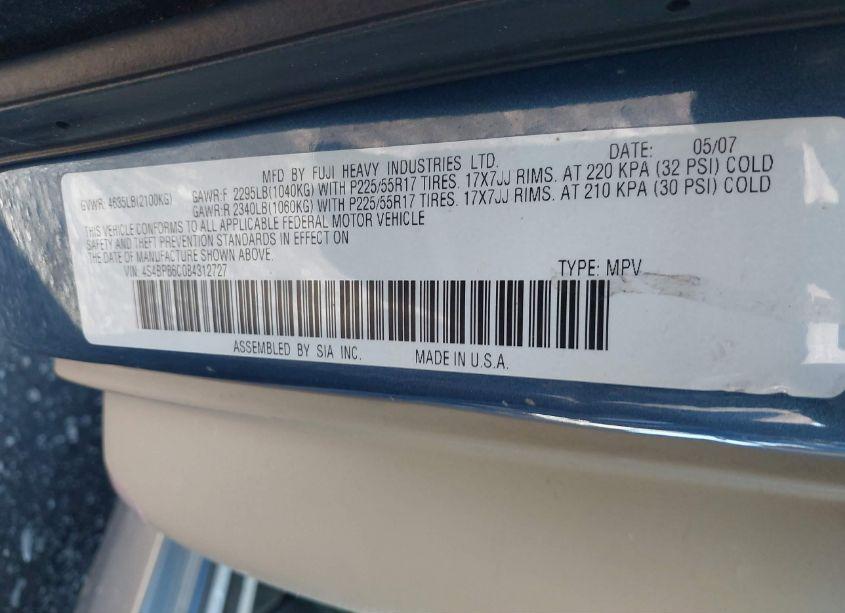 MFD BY FUJI HEAVY INDUSTRIES LTD. DATE: 05/07
GVWR: 4635LB(2100KG) GAWR:F 2295LB(1040KG) WITH P225/55R17 TIRES. 17X7JJ RIMS. AT 220 KPA (32 PSI) COLD
GAWR:R 2340LB(1060KG) WITH P225/55R17 TIRES. 17X7JJ RIMS. AT 210 KPA (30 PSI) COLD
THIS VEHICLE CONFORMS TO ALL APPLICABLE FEDERAL MOTOR VEHICLE
SAFETY AND THEFT PREVENTION STANDARDS IN EFFECT ON
THE DATE OF MANUFACTURE SHOWN ABOVE.
VIN: 4S4BP86C084312727 TYPE: MPV
ASSEMBLED BY SIA INC. MADE IN U.S.A.